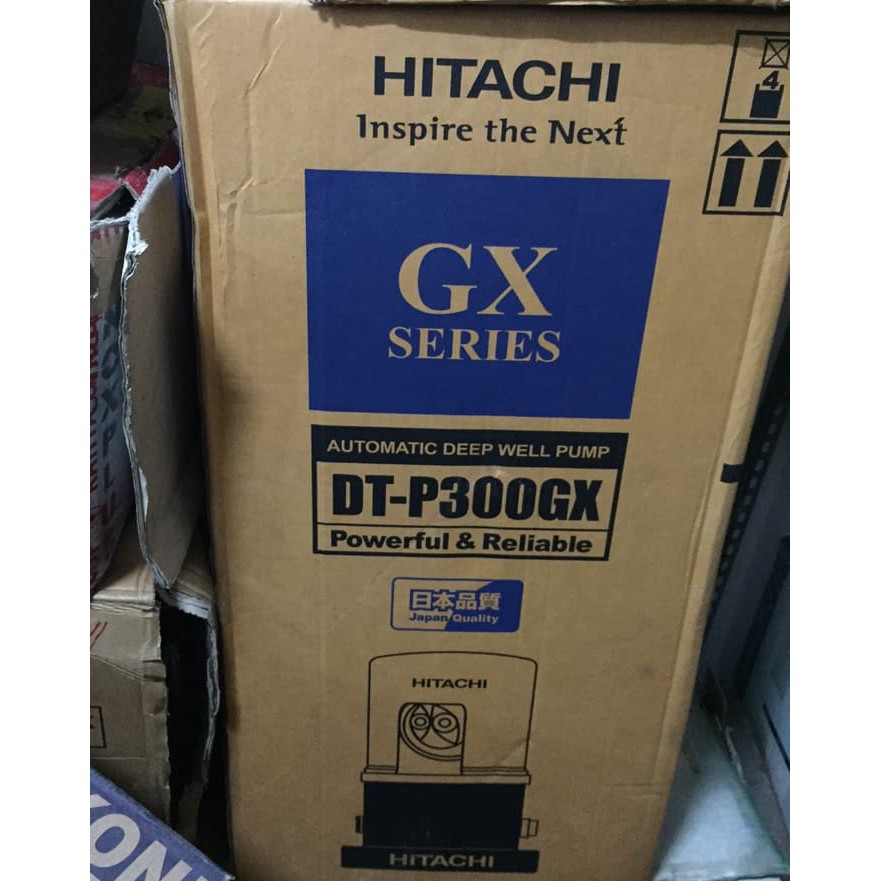 HITACHI
Inspire the Next
4
GX
SERIES
AUTOMATIC DEEP WELL PUMP
DT-P300GX
Powerful & Reliable
日本品質
Japan Quality
HITACHI
HITACHI